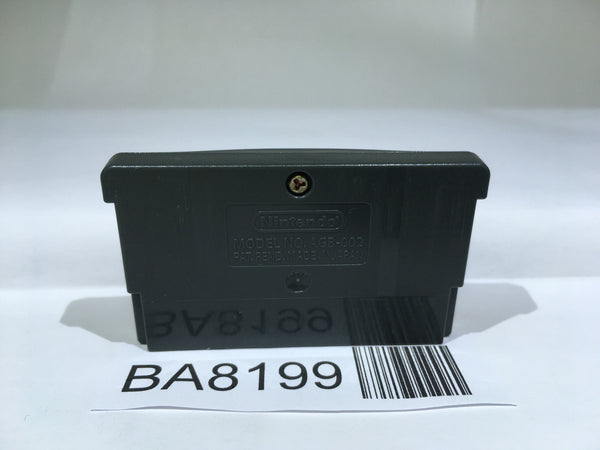 Nintendo
MODEL NO. AGB-002
PAT.PEND. MADE IN JAPAN
BA8199